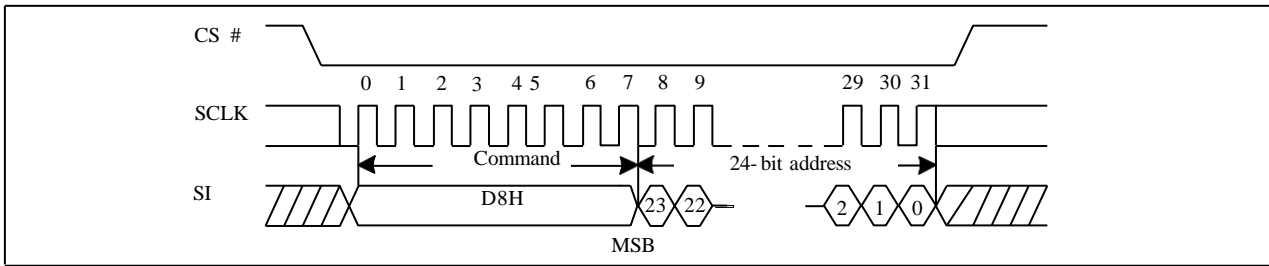 CS #
0 1 2 3 4 5 6 7 8 9 29 30 31
SCLK
Command 24-bit address
SI D8H 23 22 2 1 0
MSB